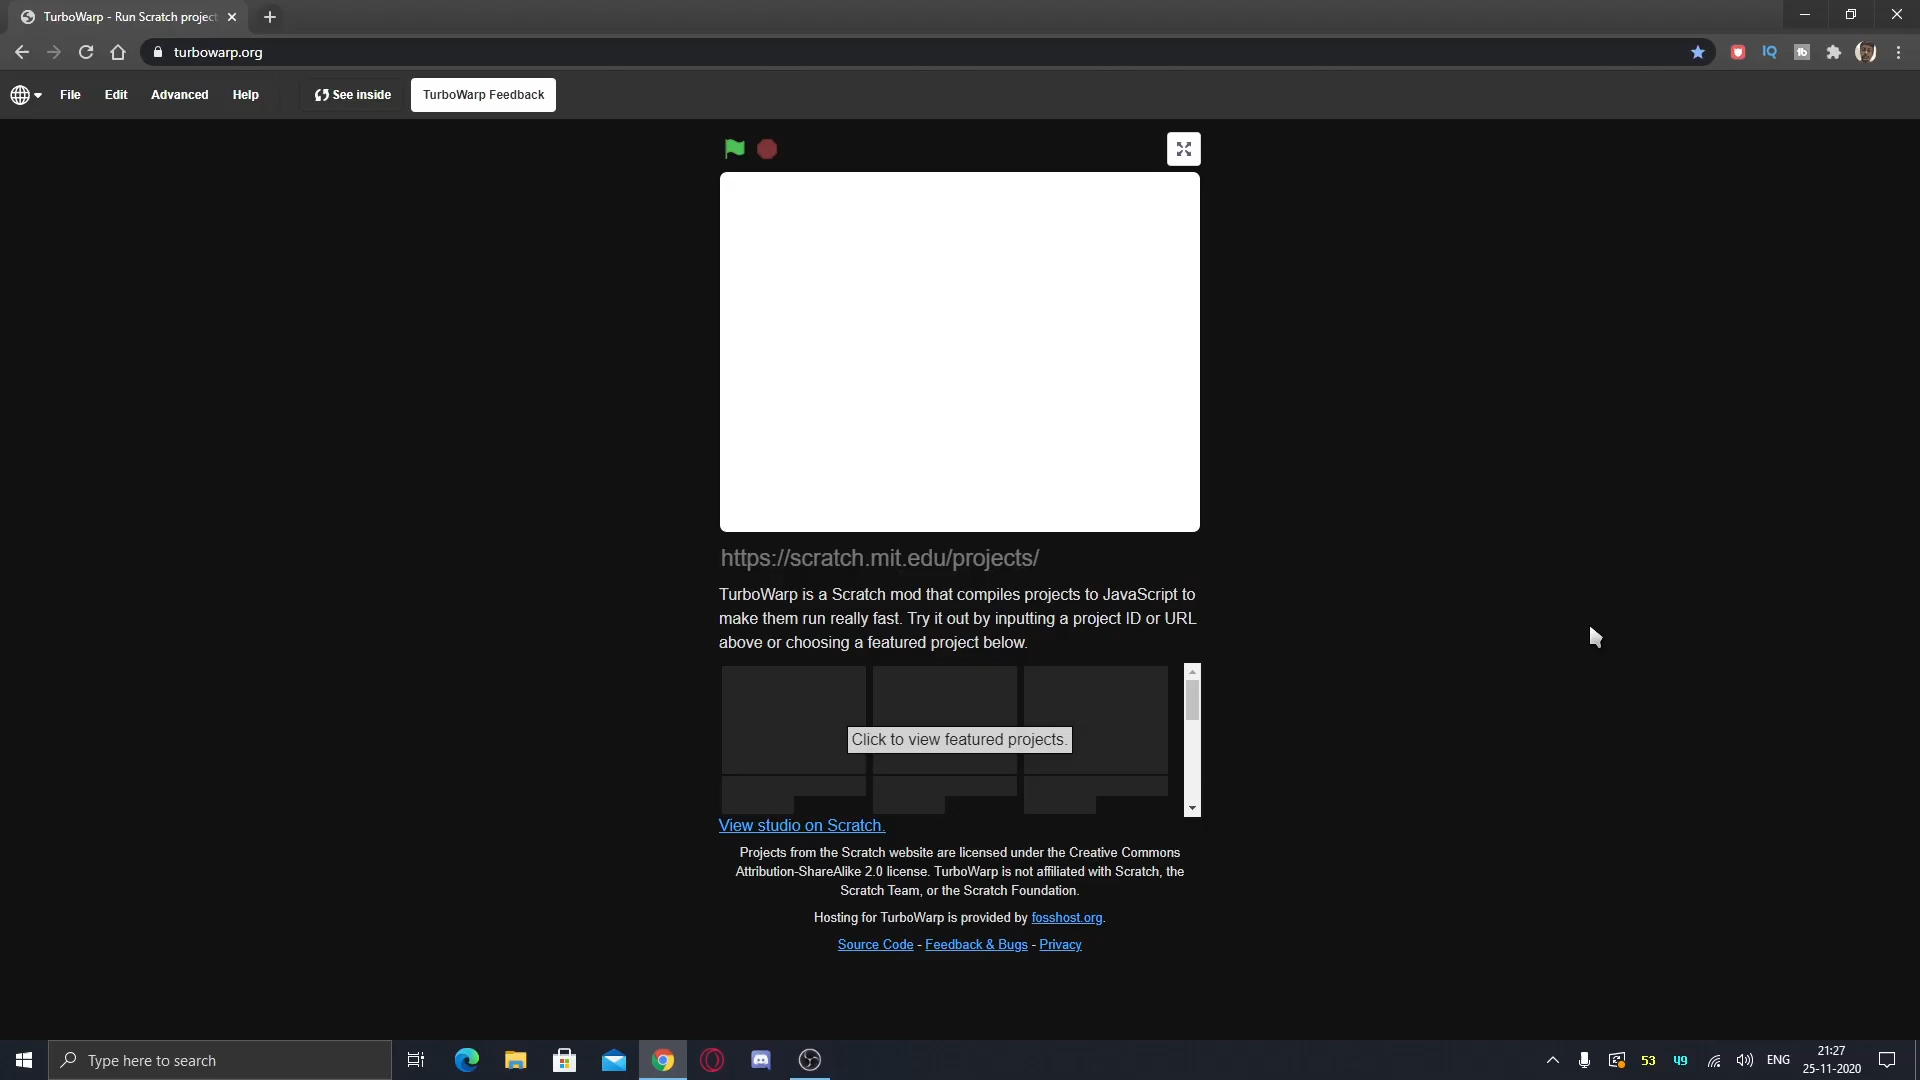 TurboWarp - Run Scratch project
turbowarp.org
IQ
tb
File Edit Advanced Help See inside TurboWarp Feedback
https://scratch.mit.edu/projects/
TurboWarp is a Scratch mod that compiles projects to JavaScript to
make them run really fast. Try it out by inputting a project ID or URL
above or choosing a featured project below.
Click to view featured projects.
View studio on Scratch.
Projects from the Scratch website are licensed under the Creative Commons
Attribution-ShareAlike 2.0 license. TurboWarp is not affiliated with Scratch, the
Scratch Team, or the Scratch Foundation.
Hosting for TurboWarp is provided by fosshost.org.
Source Code - Feedback & Bugs - Privacy
Type here to search
53 49 ENG
21:27
25-11-2020